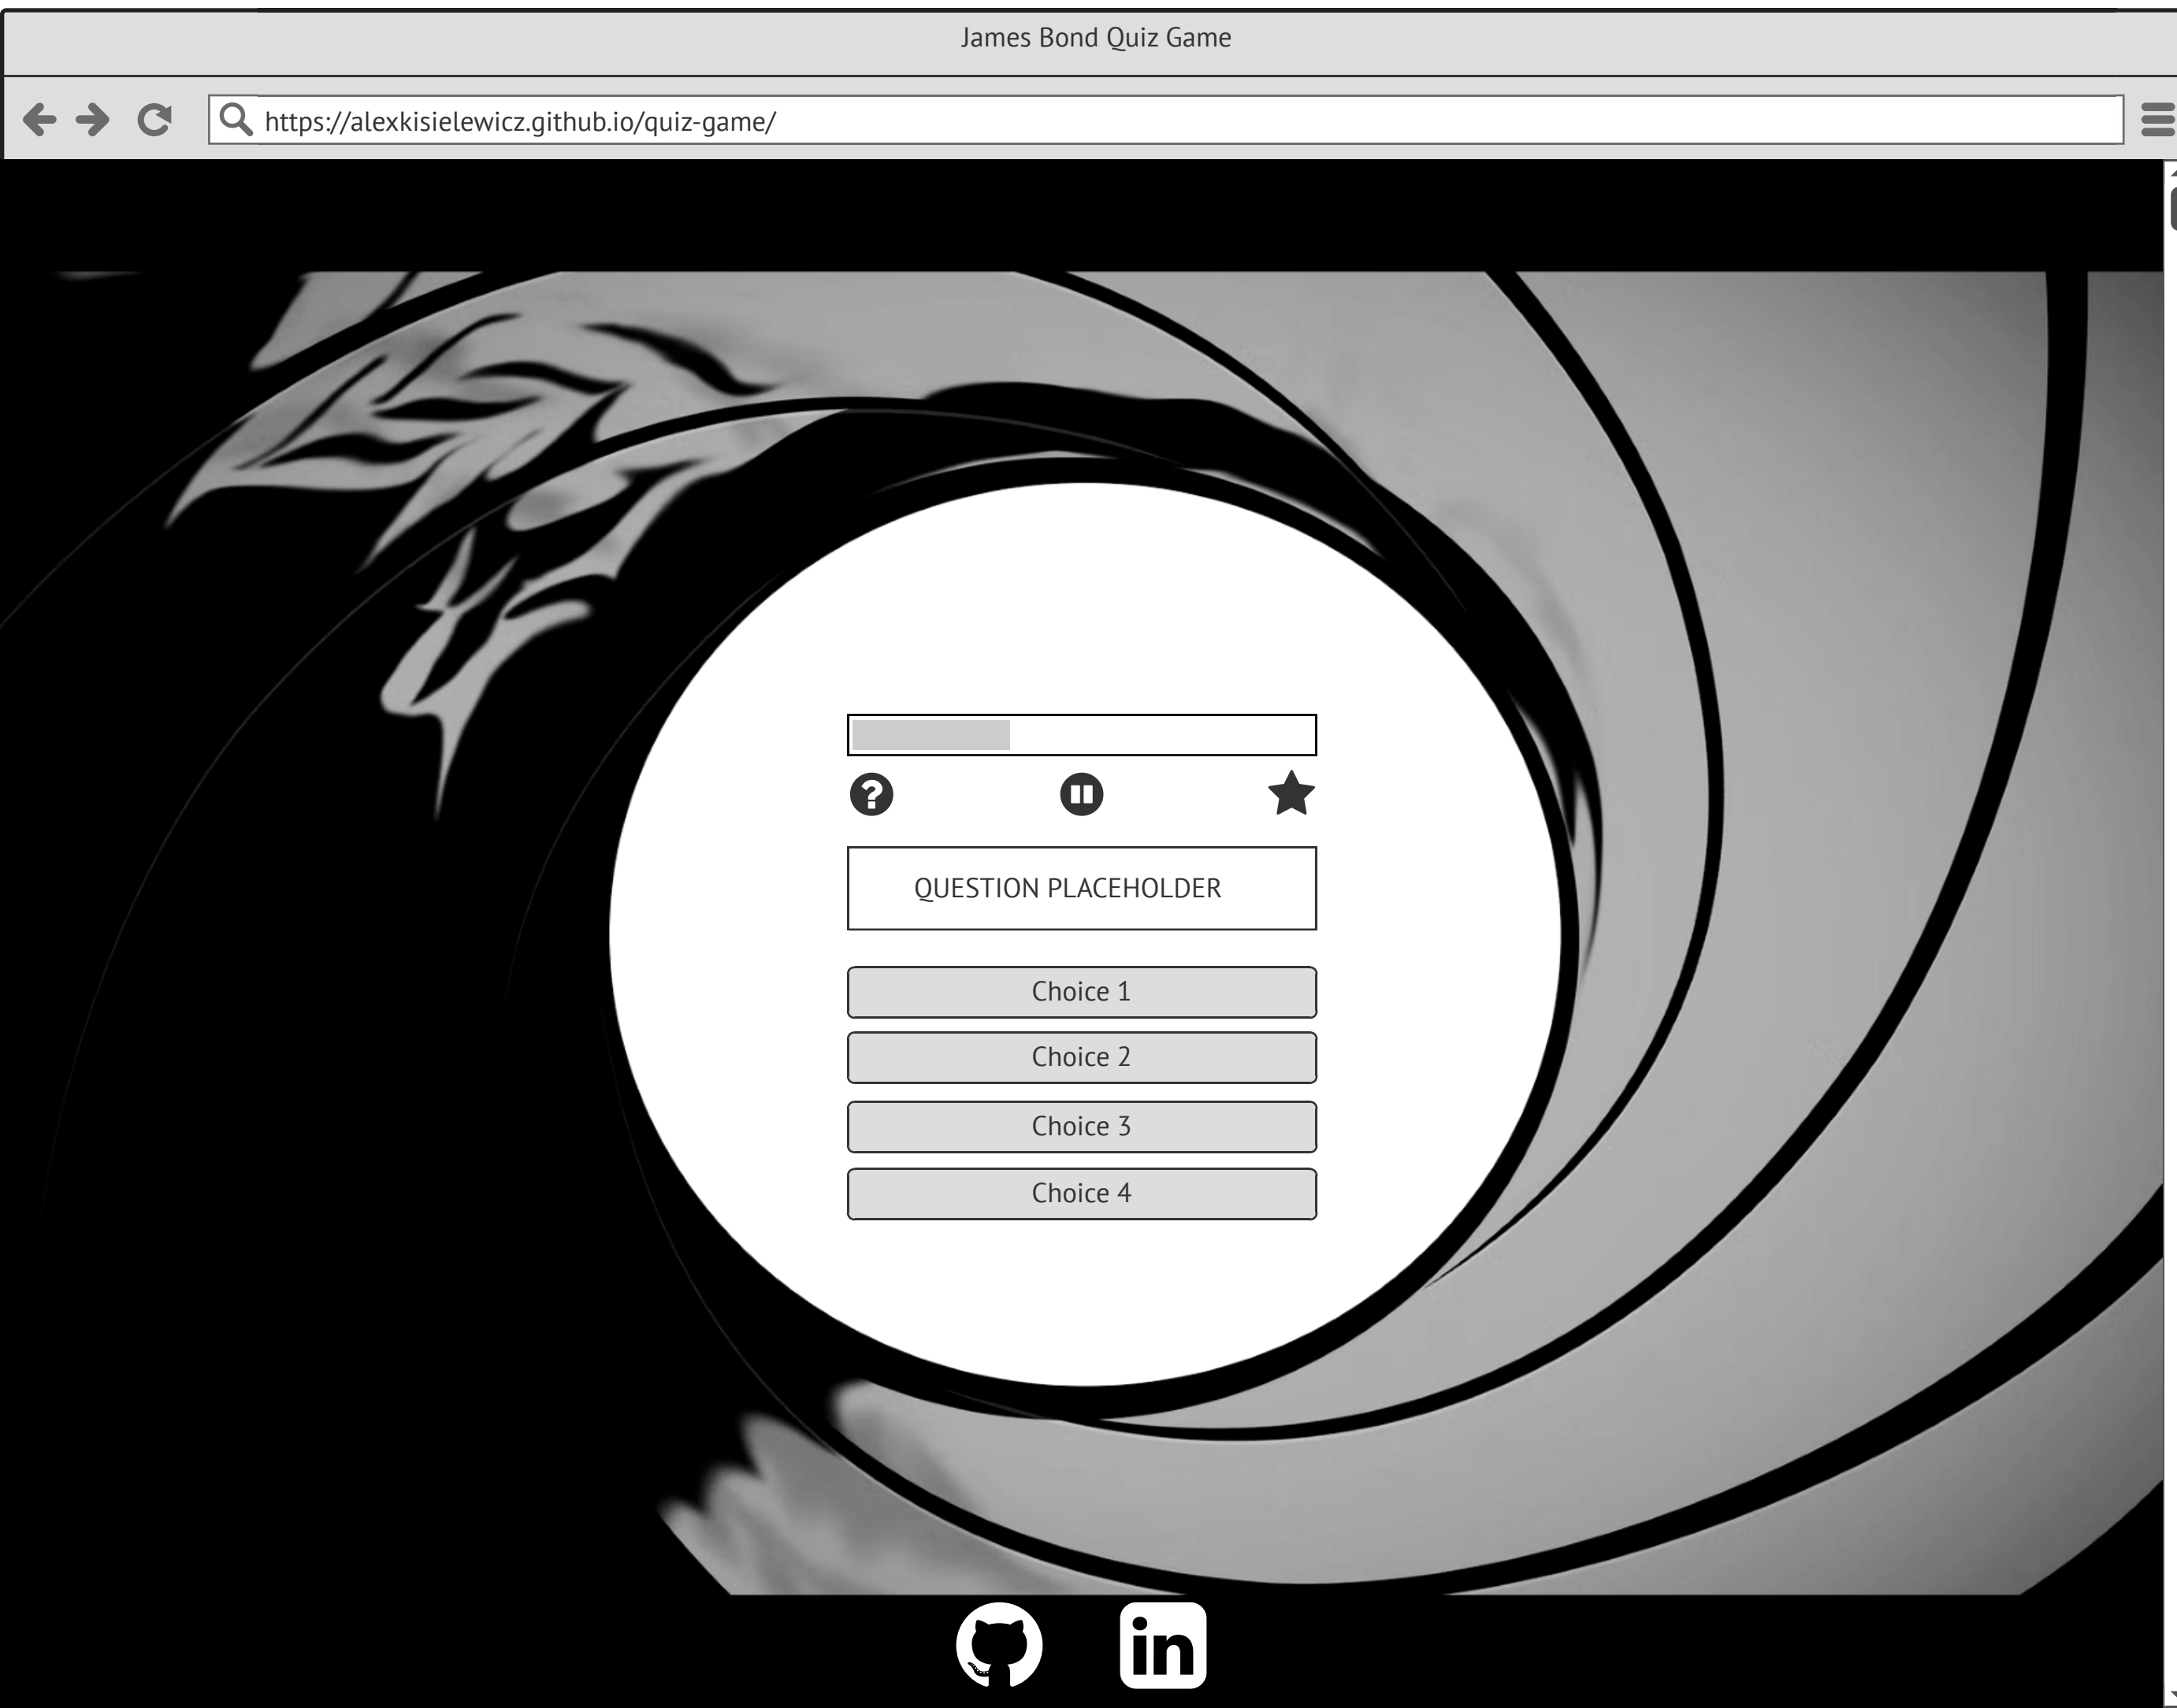 James Bond Quiz Game
https://alexkisielewicz.github.io/quiz-game/
?
QUESTION PLACEHOLDER
Choice 1
Choice 2
Choice 3
Choice 4
in